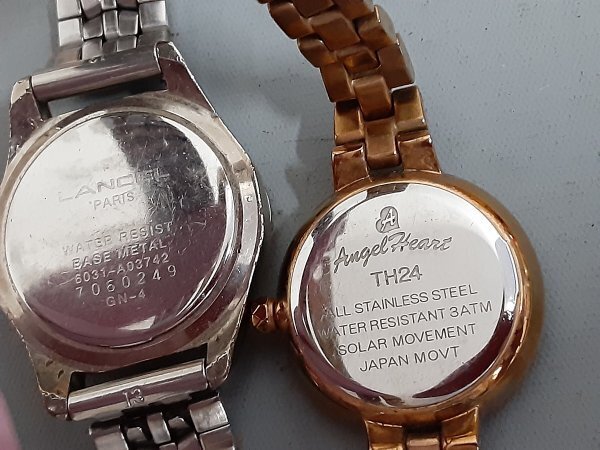 LANCEL
PARIS
WATER RESIST
BASE METAL
6031-A03742
7060249
GN-4
12
A
Angel Heart
TH24
ALL STAINLESS STEEL
WATER RESISTANT 3ATM
SOLAR MOVEMENT
JAPAN MOVT